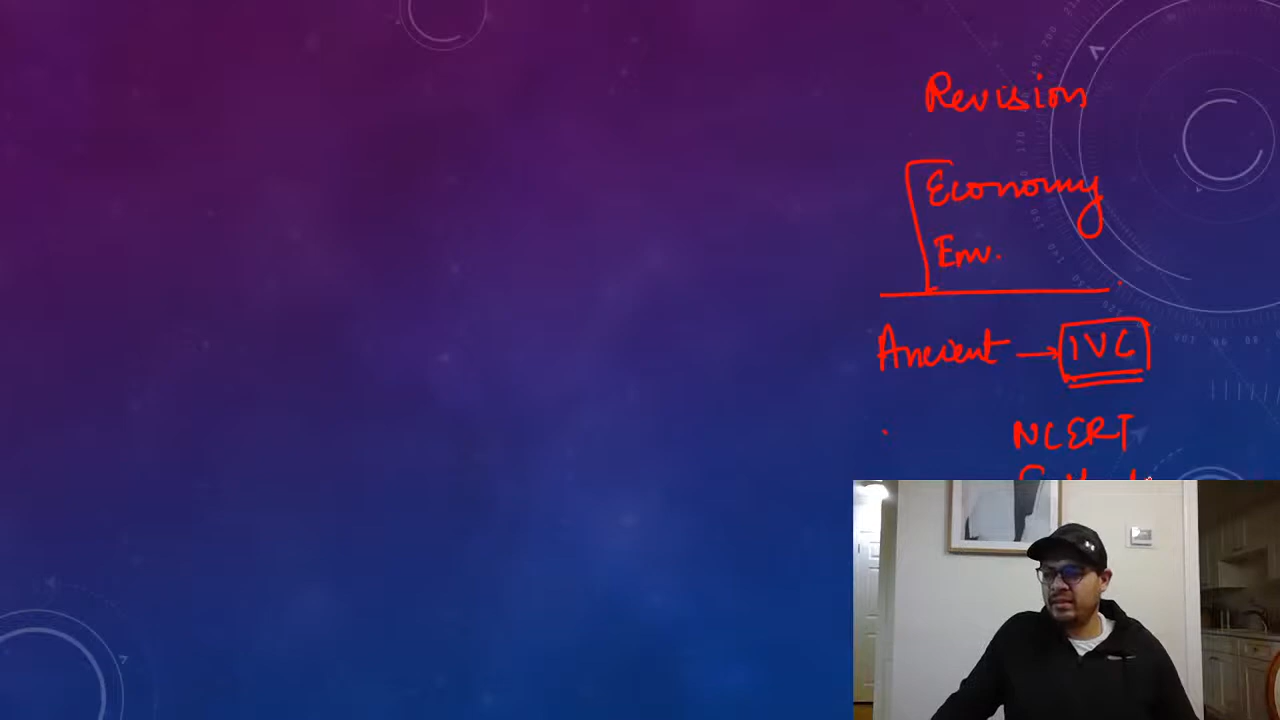 Revision
Economy
Env.
Ancient → IVC
NCERT